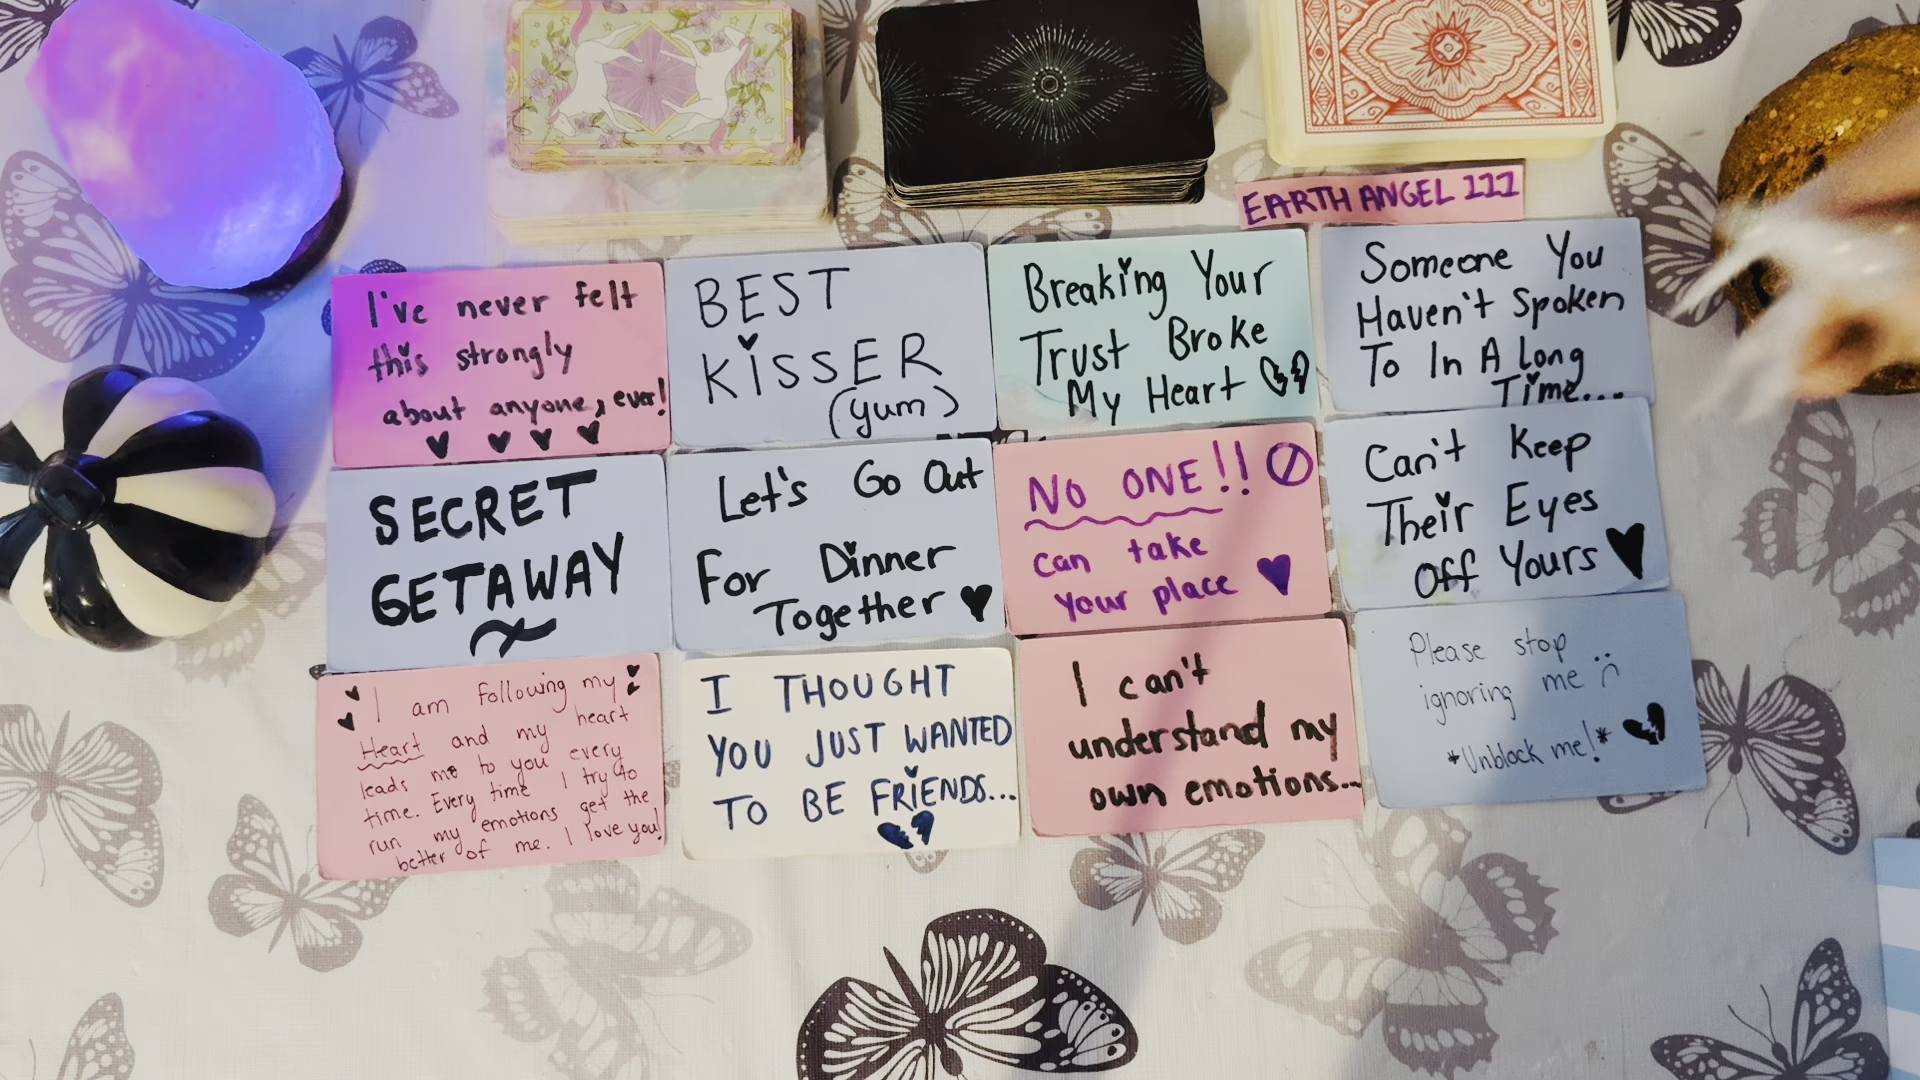 EARTH ANGEL 111
I've never felt
this strongly
about anyone, ever!
BEST
KISSER
(yum)
Breaking Your
Trust Broke
My Heart
Someone You
Haven't Spoken
To In A Long
Time...
SECRET
GETAWAY
Let's Go Out
For Dinner
Together
NO ONE!!
can take
your place
Can't Keep
Their Eyes
Off Yours
I am following my
Heart and my heart
leads me to you every
time. Every time I try to
run my emotions get the
better of me. I love you!
I THOUGHT
YOU JUST WANTED
TO BE FRIENDS...
I can't
understand my
own emotions...
Please stop
ignoring me :(
*Unblock me!*